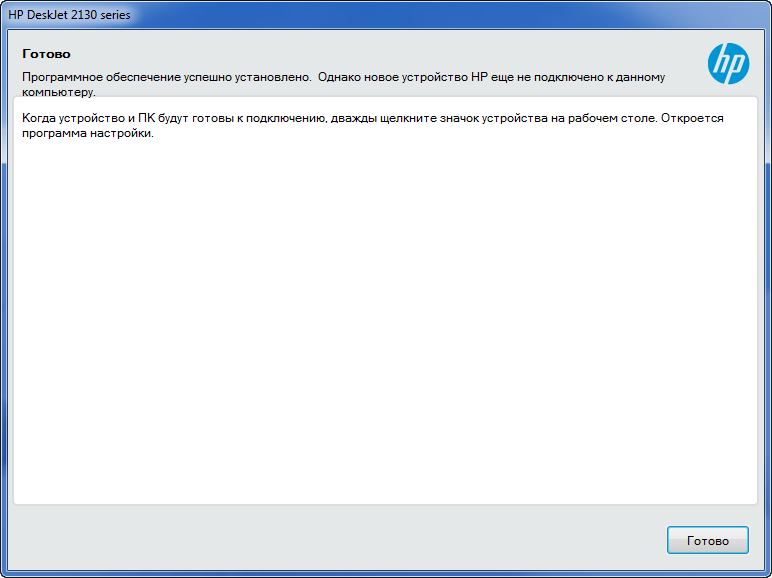 HP DeskJet 2130 series
Готово
Программное обеспечение успешно установлено.  Однако новое устройство HP еще не подключено к данному
компьютеру.
hp
Когда устройство и ПК будут готовы к подключению, дважды щелкните значок устройства на рабочем столе. Откроется
программа настройки.
Готово